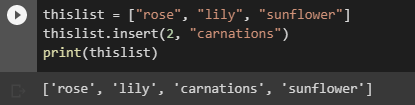 thislist = ["rose", "lily", "sunflower"]
thislist.insert(2, "carnations")
print(thislist)
['rose', 'lily', 'carnations', 'sunflower']